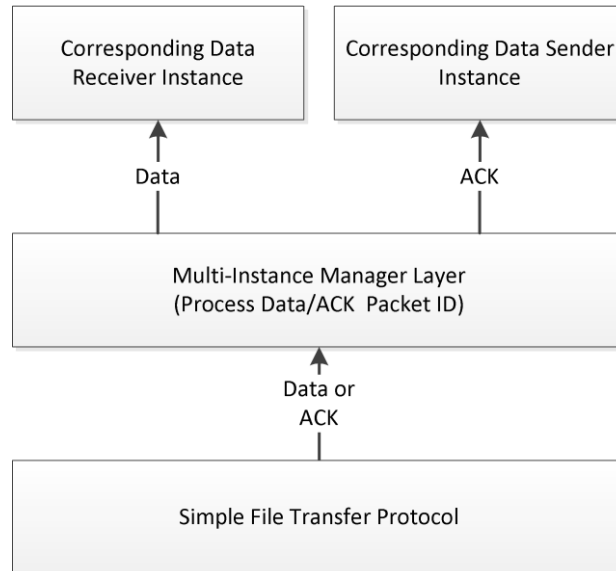 Corresponding Data
Receiver Instance
Corresponding Data Sender
Instance
Data
ACK
Multi-Instance Manager Layer
(Process Data/ACK  Packet ID)
Data or
ACK
Simple File Transfer Protocol